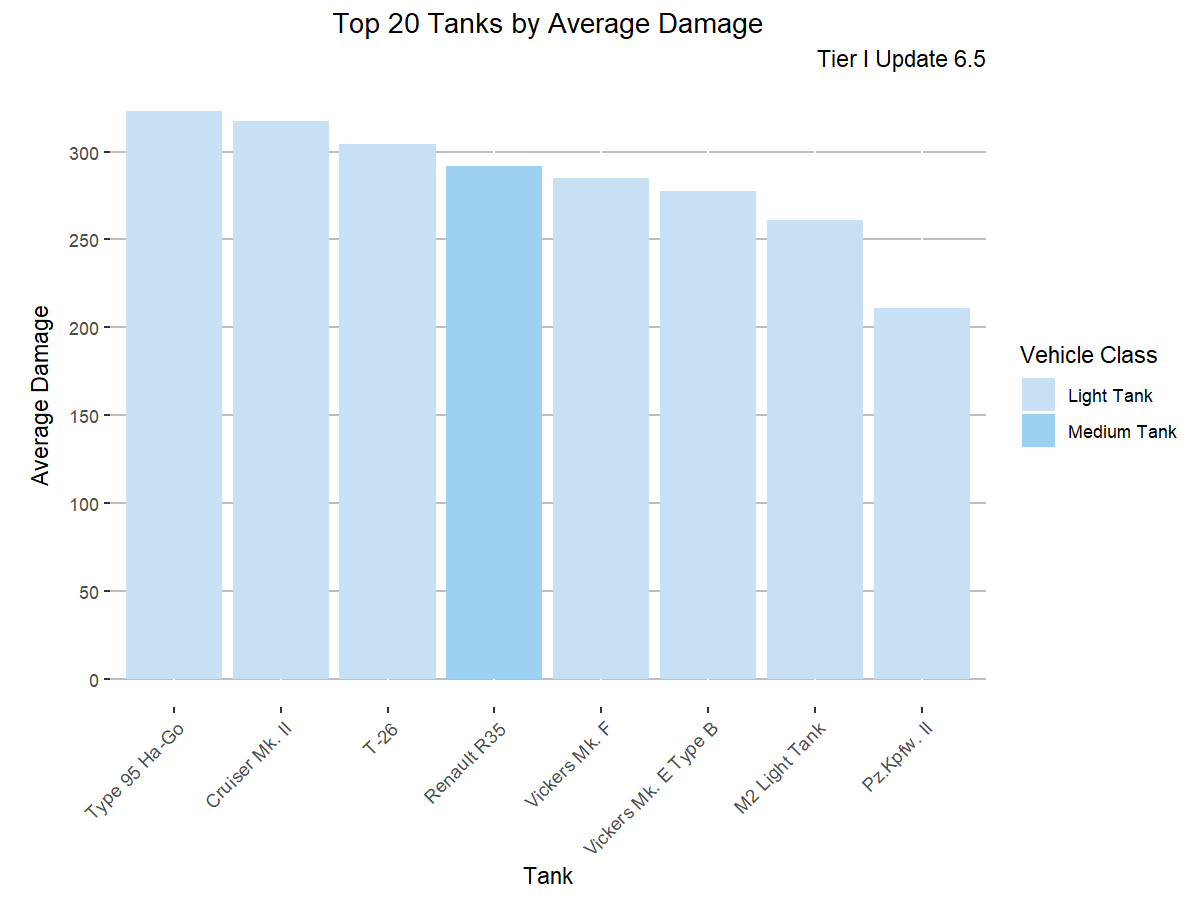 Top 20 Tanks by Average Damage
Tier I Update 6.5
Average Damage
300
250
200
150
100
50
0
Type 95 Ha-Go
Cruiser Mk. II
T-26
Renault R35
Vickers Mk. F
Vickers Mk. E Type B
M2 Light Tank
Pz.Kpfw. II
Tank
Vehicle Class
Light Tank
Medium Tank